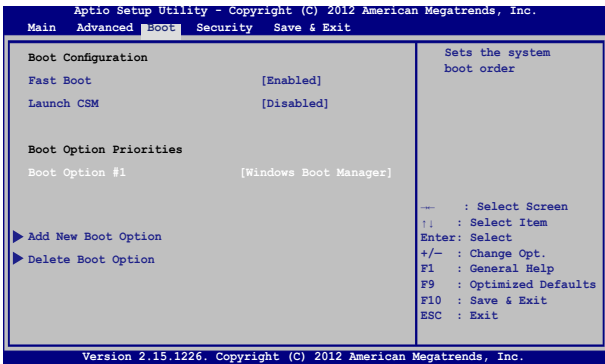 Aptio Setup Utility - Copyright (C) 2012 American Megatrends, Inc.
Main Advanced Boot Security Save & Exit
Boot Configuration
Fast Boot [Enabled]
Launch CSM [Disabled]
Boot Option Priorities
Boot Option #1 [Windows Boot Manager]
Add New Boot Option
Delete Boot Option
Sets the system
boot order
→← : Select Screen
↑↓ : Select Item
Enter: Select
+/— : Change Opt.
F1 : General Help
F9 : Optimized Defaults
F10 : Save & Exit
ESC : Exit
Version 2.15.1226. Copyright (C) 2012 American Megatrends, Inc.